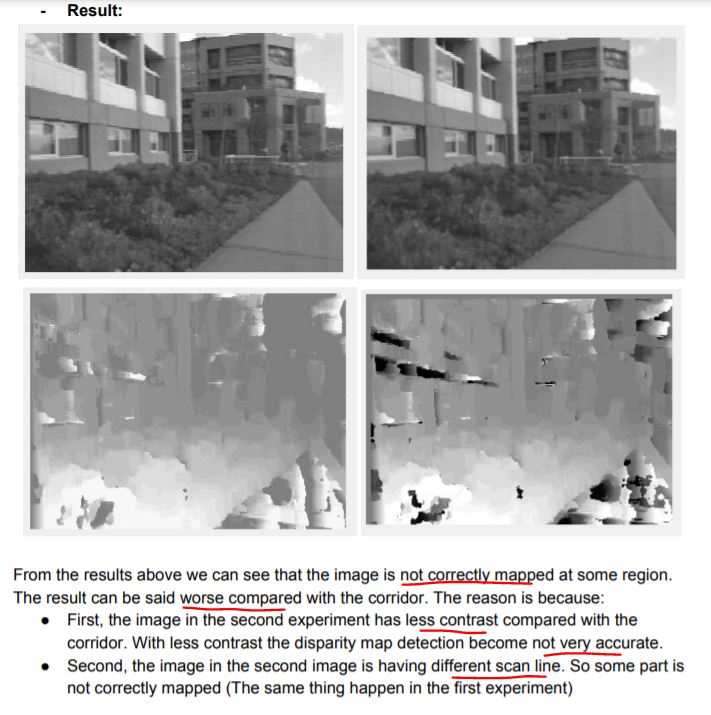 - Result:
From the results above we can see that the image is not correctly mapped at some region.
The result can be said worse compared with the corridor. The reason is because:
● First, the image in the second experiment has less contrast compared with the
corridor. With less contrast the disparity map detection become not very accurate.
● Second, the image in the second image is having different scan line. So some part is
not correctly mapped (The same thing happen in the first experiment)